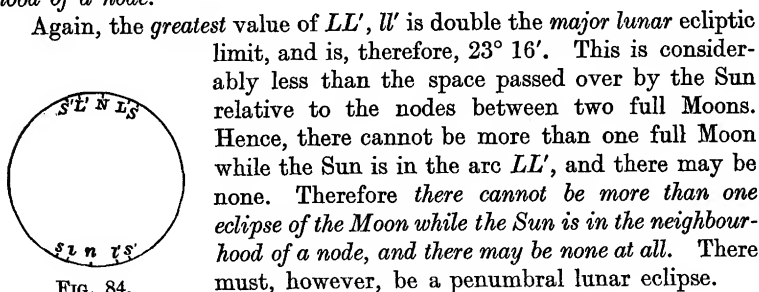 hood of a node.
Again, the greatest value of LL′, ll′ is double the major lunar ecliptic
limit, and is, therefore, 23° 16′. This is consider-
ably less than the space passed over by the Sun
relative to the nodes between two full Moons.
Hence, there cannot be more than one full Moon
while the Sun is in the arc LL′, and there may be
none. Therefore there cannot be more than one
eclipse of the Moon while the Sun is in the neighbour-
hood of a node, and there may be none at all. There
must, however, be a penumbral lunar eclipse.
S′ L′ N L S
s l n l′ s′
FIG. 84.